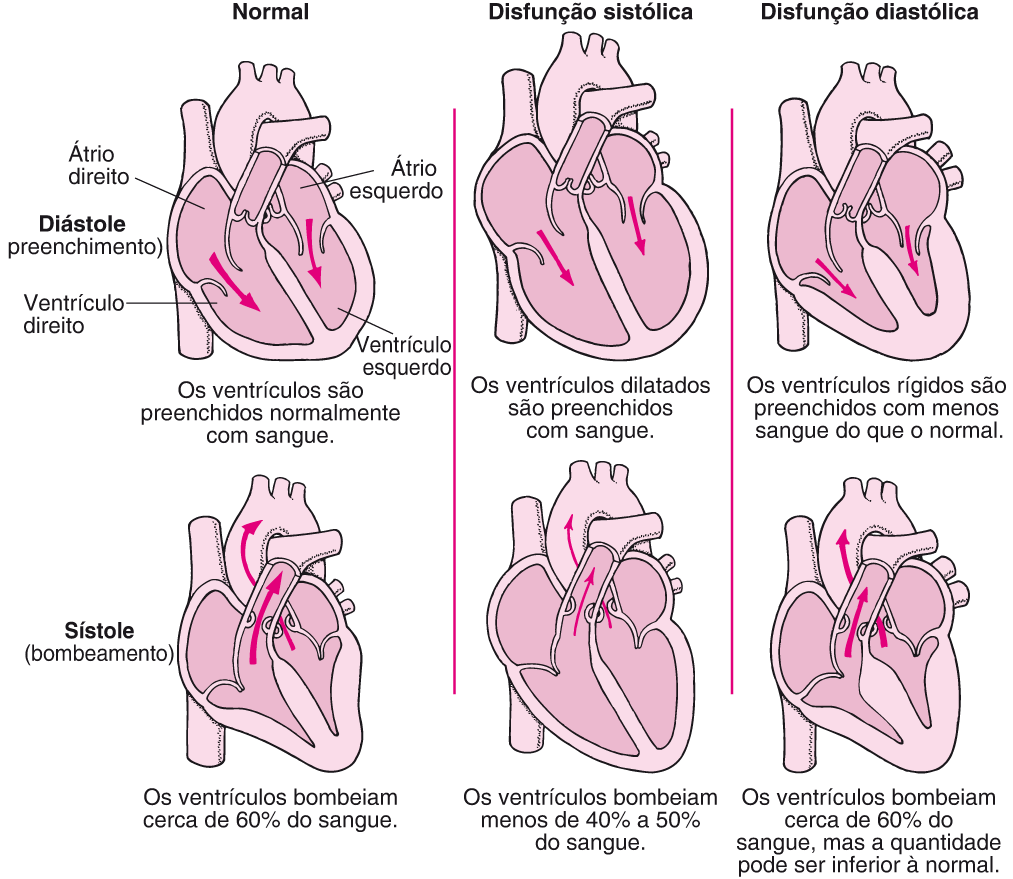 Normal
Disfunção sistólica
Disfunção diastólica
Átrio
direito
Átrio
esquerdo
Diástole
preenchimento)
Ventrículo
direito
Ventrículo
esquerdo
Os ventrículos são
preenchidos normalmente
com sangue.
Os ventrículos dilatados
são preenchidos
com sangue.
Os ventrículos rígidos são
preenchidos com menos
sangue do que o normal.
Sístole
(bombeamento)
Os ventrículos bombeiam
cerca de 60% do sangue.
Os ventrículos bombeiam
menos de 40% a 50%
do sangue.
Os ventrículos bombeiam
cerca de 60% do
sangue, mas a quantidade
pode ser inferior à normal.